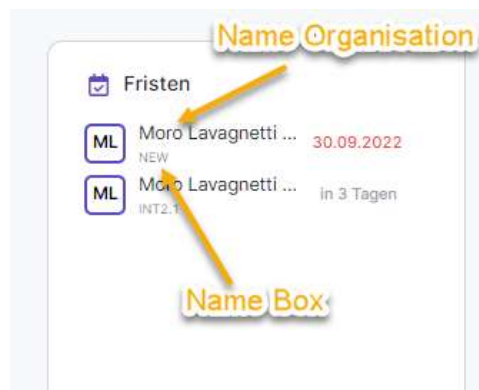 Name Organisation
Fristen
ML Moro Lavagnetti ... 30.09.2022
NEW
ML Moro Lavagnetti ... in 3 Tagen
INT2.1
Name Box